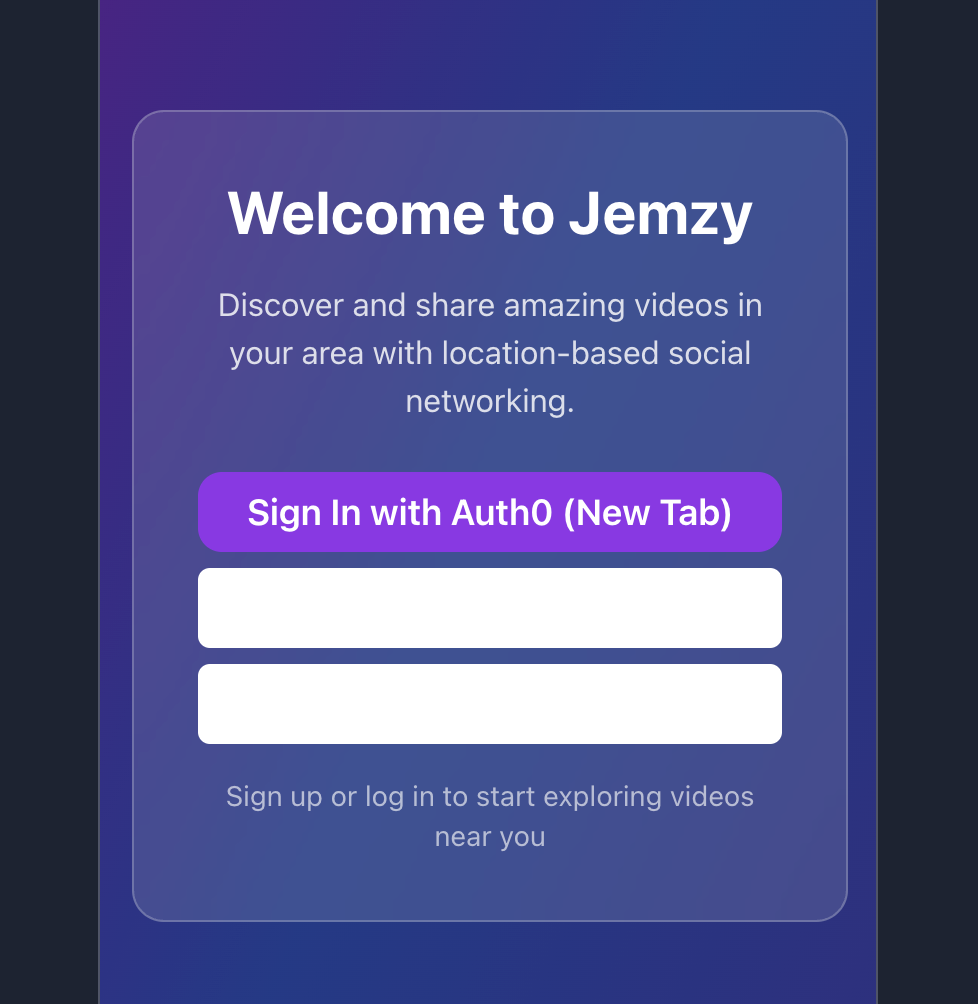 Welcome to Jemzy
Discover and share amazing videos in
your area with location-based social
networking.
Sign In with Auth0 (New Tab)
Sign up or log in to start exploring videos
near you